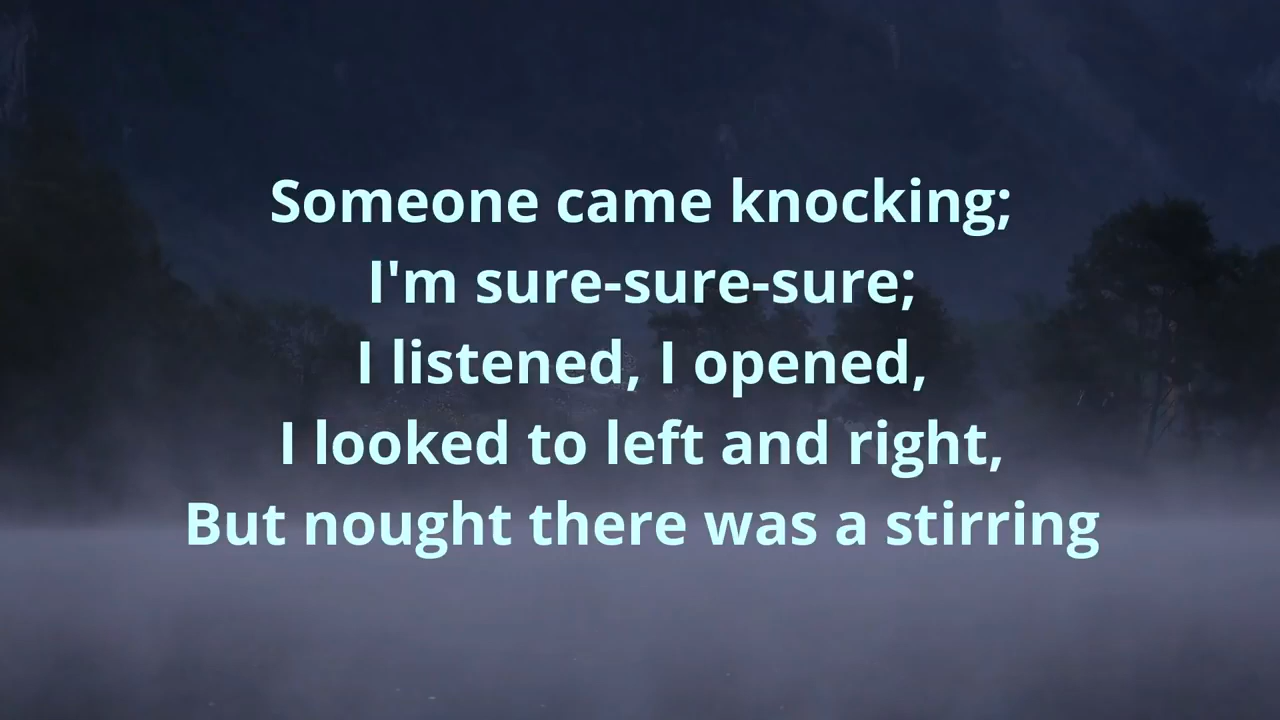 Someone came knocking;
I'm sure-sure-sure;
I listened, I opened,
I looked to left and right,
But nought there was a stirring